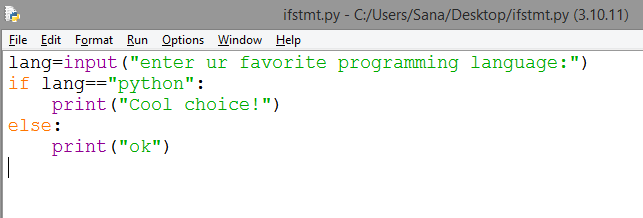 ifstmt.py - C:/Users/Sana/Desktop/ifstmt.py (3.10.11)
File Edit Format Run Options Window Help
lang=input("enter ur favorite programming language:")
if lang=="python":
    print("Cool choice!")
else:
    print("ok")